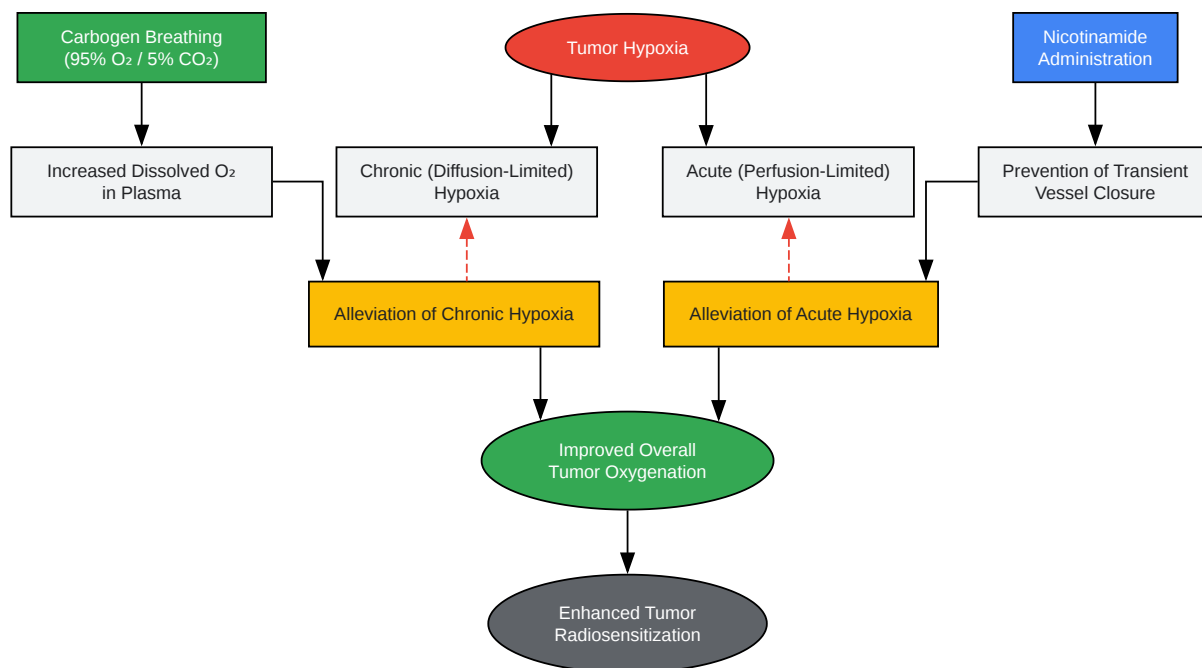 Carbogen Breathing
(95% O₂ / 5% CO₂)
Tumor Hypoxia
Nicotinamide
Administration
Increased Dissolved O₂
in Plasma
Chronic (Diffusion-Limited)
Hypoxia
Acute (Perfusion-Limited)
Hypoxia
Prevention of Transient
Vessel Closure
Alleviation of Chronic Hypoxia
Alleviation of Acute Hypoxia
Improved Overall
Tumor Oxygenation
Enhanced Tumor
Radiosensitization